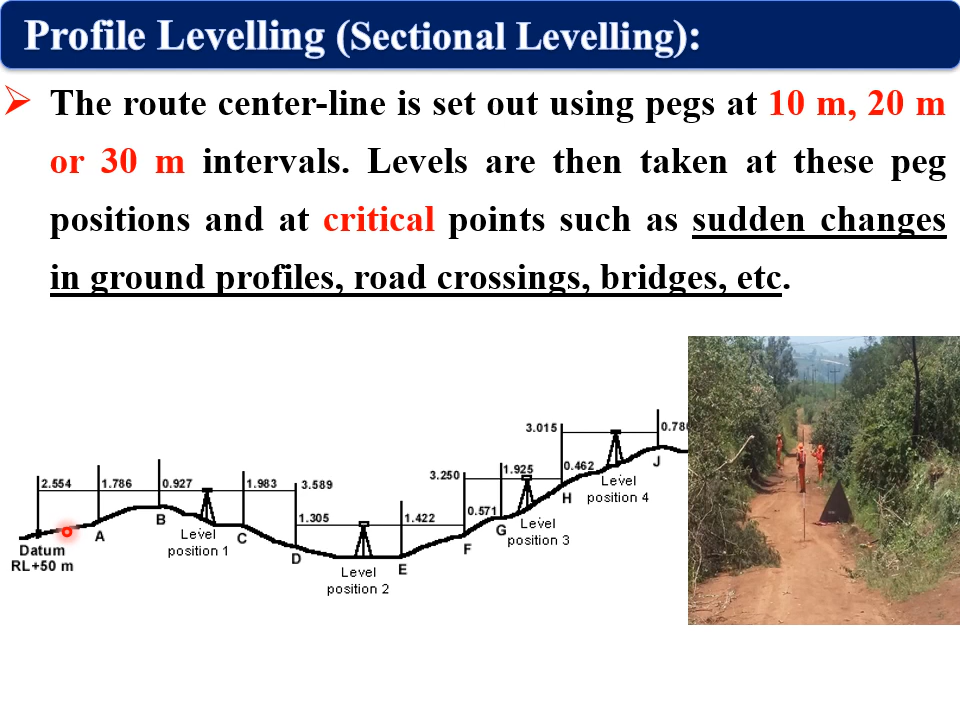 Profile Levelling (Sectional Levelling):
The route center-line is set out using pegs at 10 m, 20 m
or 30 m intervals. Levels are then taken at these peg
positions and at critical points such as sudden changes
in ground profiles, road crossings, bridges, etc.
3.015
0.780
J
3.250
1.925
0.462
H
Level
position 4
2.554
1.786
0.927
1.983
3.589
0.571
G
Level
position 3
1.305
1.422
F
A
B
Level
position 1
C
D
E
Datum
RL+50 m
Level
position 2